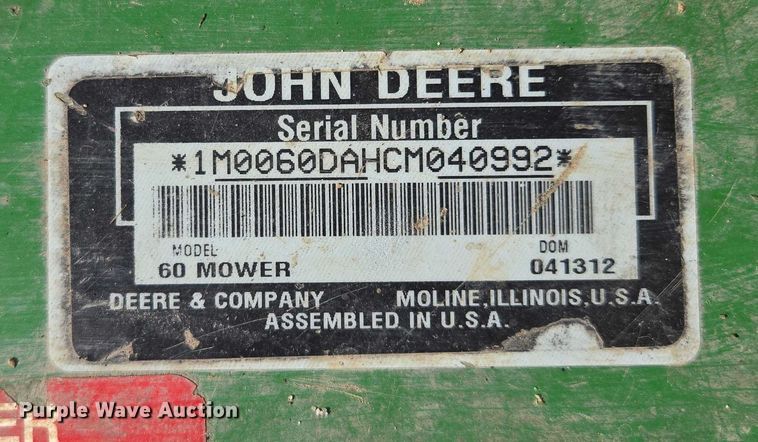 JOHN DEERE
Serial Number
*1M0060DAHCM040992*
MODEL DOM
60 MOWER 041312
DEERE & COMPANY MOLINE, ILLINOIS, U.S.A.
ASSEMBLED IN U.S.A.
Purple Wave Auction